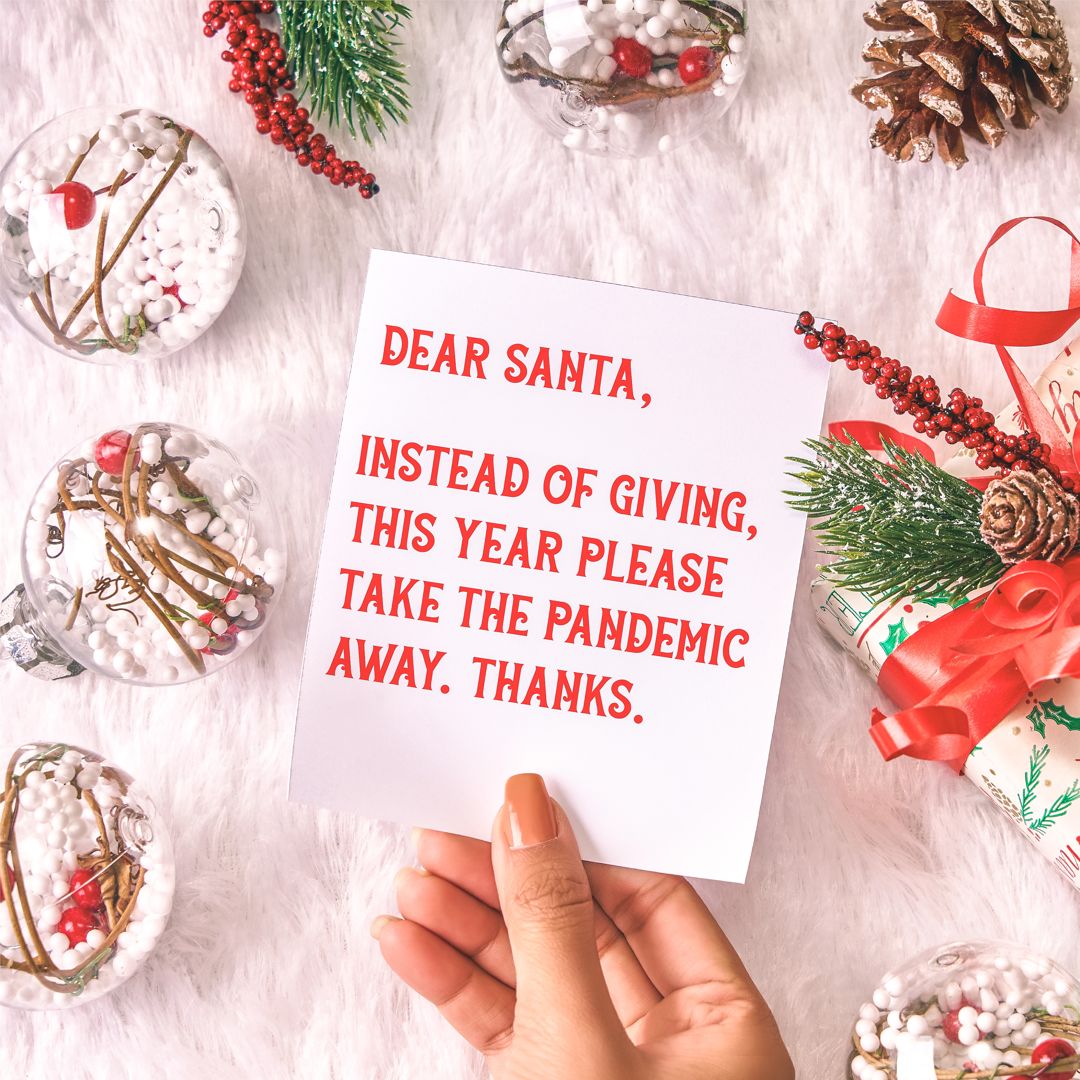 DEAR SANTA,
INSTEAD OF GIVING,
THIS YEAR PLEASE
TAKE THE PANDEMIC
AWAY. THANKS.